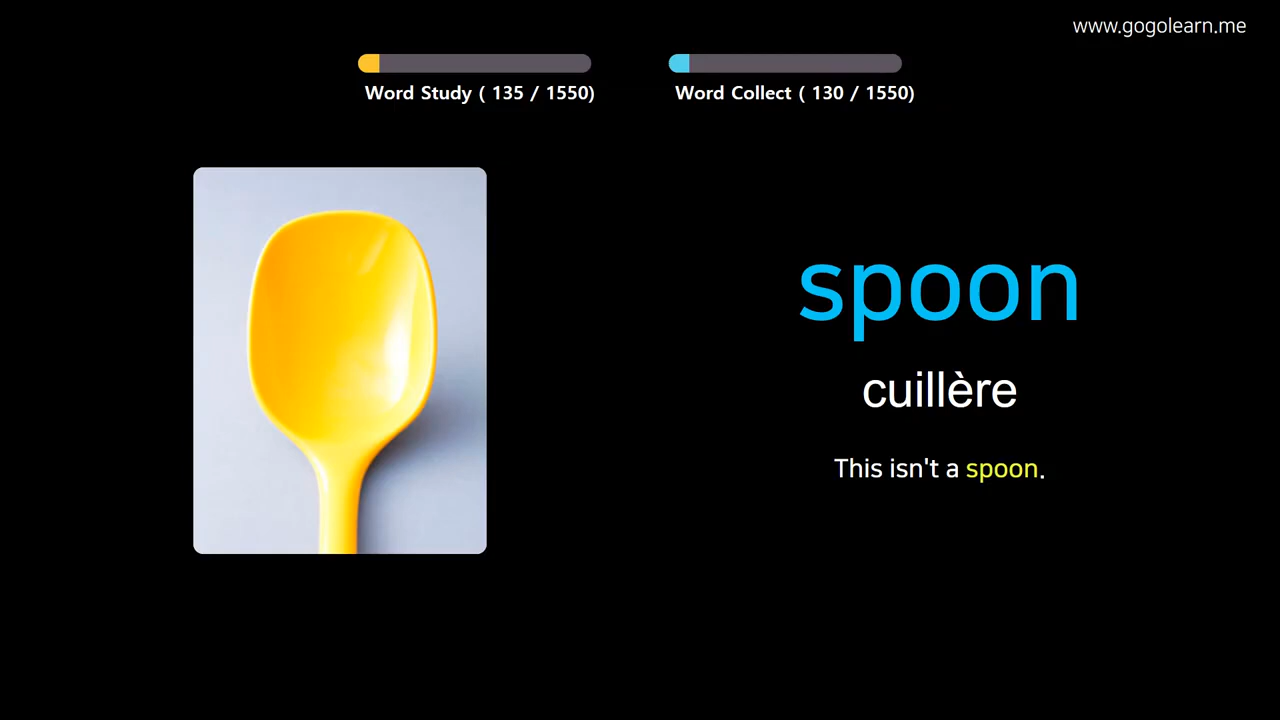 www.gogolearn.me
Word Study ( 135 / 1550)
Word Collect ( 130 / 1550)
spoon
cuillère
This isn't a spoon.